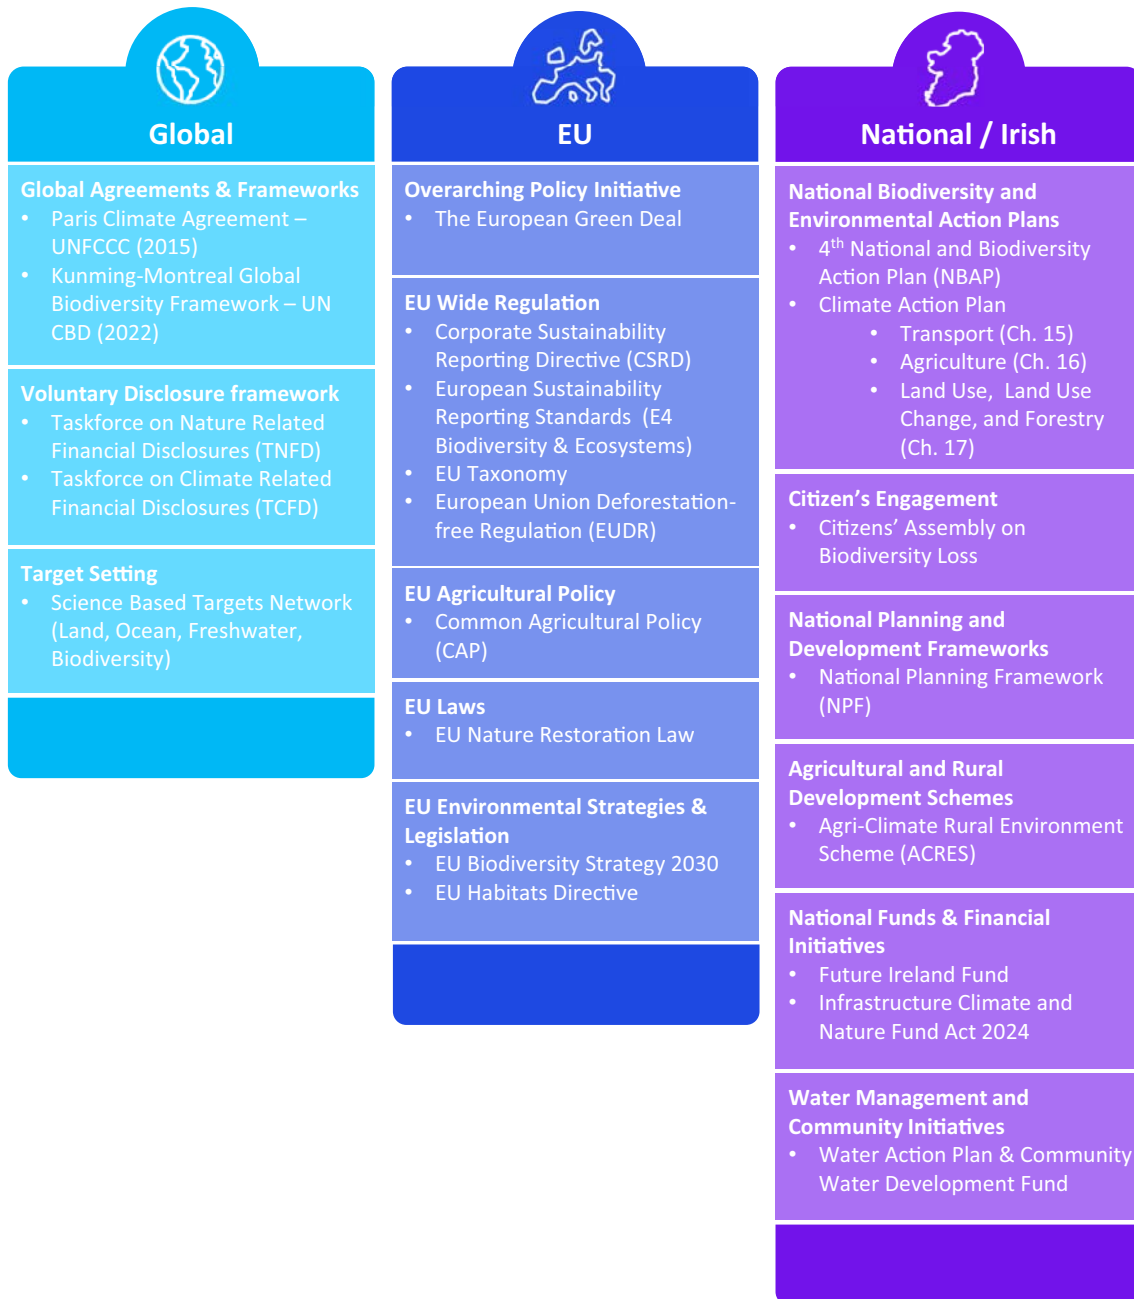 Global
Global Agreements & Frameworks
• Paris Climate Agreement –
UNFCCC (2015)
• Kunming-Montreal Global
Biodiversity Framework – UN
CBD (2022)
Voluntary Disclosure framework
• Taskforce on Nature Related
Financial Disclosures (TNFD)
• Taskforce on Climate Related
Financial Disclosures (TCFD)
Target Setting
• Science Based Targets Network
(Land, Ocean, Freshwater,
Biodiversity)
EU
Overarching Policy Initiative
• The European Green Deal
EU Wide Regulation
• Corporate Sustainability
Reporting Directive (CSRD)
• European Sustainability
Reporting Standards (E4
Biodiversity & Ecosystems)
• EU Taxonomy
• European Union Deforestation-
free Regulation (EUDR)
EU Agricultural Policy
• Common Agricultural Policy
(CAP)
EU Laws
• EU Nature Restoration Law
EU Environmental Strategies &
Legislation
• EU Biodiversity Strategy 2030
• EU Habitats Directive
National / Irish
National Biodiversity and
Environmental Action Plans
• 4th National and Biodiversity
Action Plan (NBAP)
• Climate Action Plan
• Transport (Ch. 15)
• Agriculture (Ch. 16)
• Land Use, Land Use
Change, and Forestry
(Ch. 17)
Citizen’s Engagement
• Citizens’ Assembly on
Biodiversity Loss
National Planning and
Development Frameworks
• National Planning Framework
(NPF)
Agricultural and Rural
Development Schemes
• Agri-Climate Rural Environment
Scheme (ACRES)
National Funds & Financial
Initiatives
• Future Ireland Fund
• Infrastructure Climate and
Nature Fund Act 2024
Water Management and
Community Initiatives
• Water Action Plan & Community
Water Development Fund